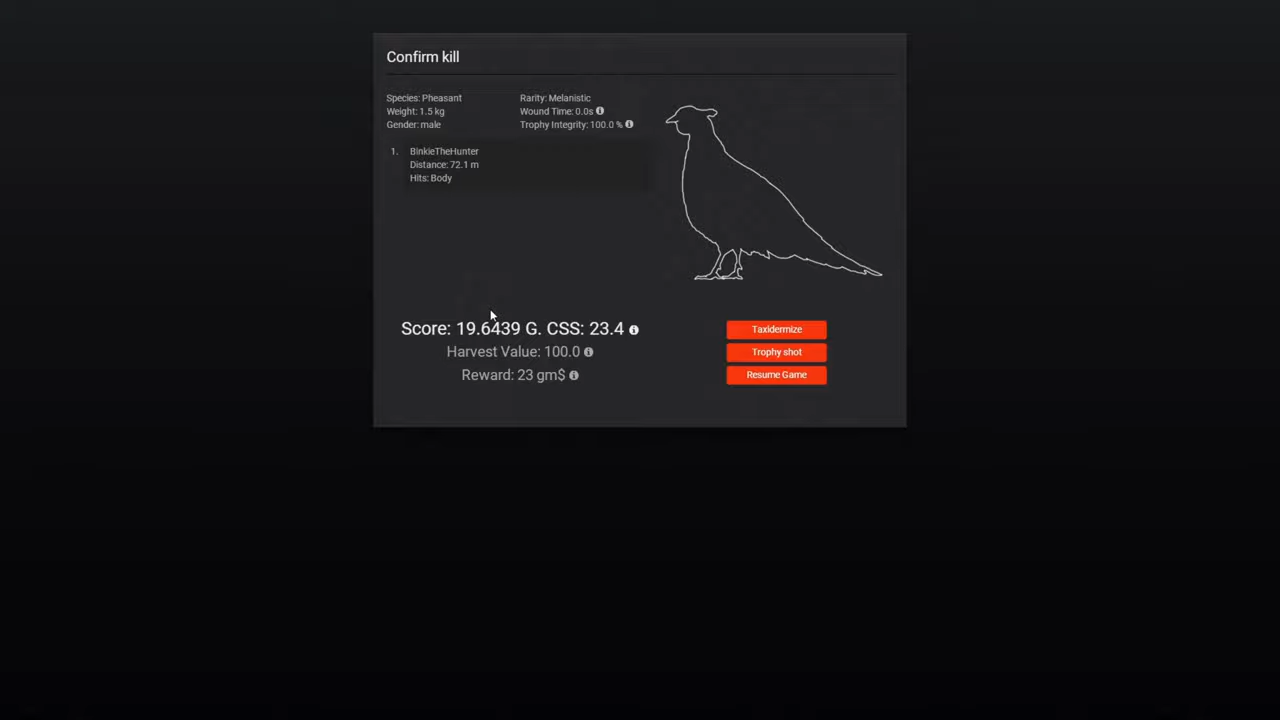 Confirm kill
Species: Pheasant
Weight: 1.5 kg
Gender: male
Rarity: Melanistic
Wound Time: 0.0s
Trophy Integrity: 100.0 %
1. BinkieTheHunter
Distance: 72.1 m
Hits: Body
Score: 19.6439 G. CSS: 23.4
Harvest Value: 100.0
Reward: 23 gm$
Taxidermize
Trophy shot
Resume Game